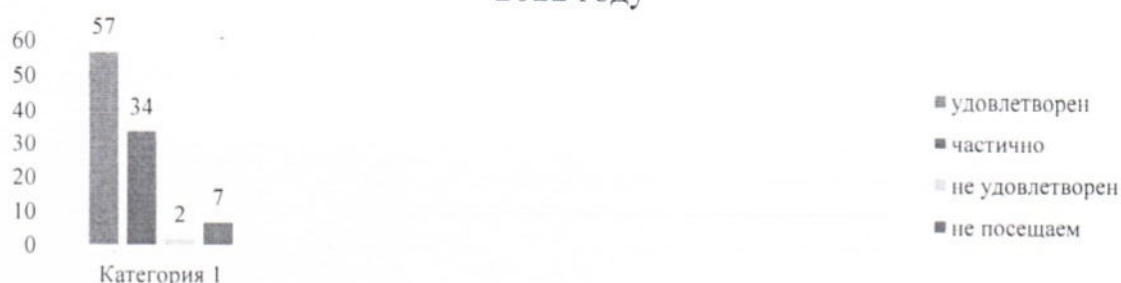 57
60
50
34
40
30
20
2
7
10
0
Категория 1
удовлетворен
частично
не удовлетворен
не посещаем